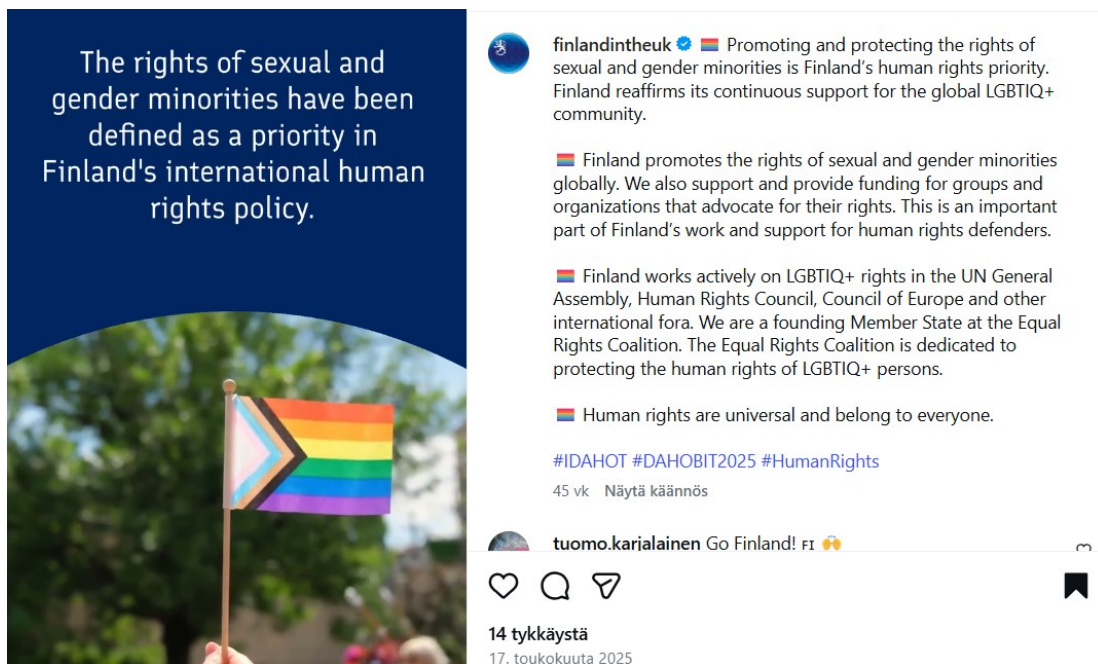 The rights of sexual and
gender minorities have been
defined as a priority in
Finland's international human
rights policy.
finlandintheuk Promoting and protecting the rights of
sexual and gender minorities is Finland's human rights priority.
Finland reaffirms its continuous support for the global LGBTIQ+
community.
Finland promotes the rights of sexual and gender minorities
globally. We also support and provide funding for groups and
organizations that advocate for their rights. This is an important
part of Finland's work and support for human rights defenders.
Finland works actively on LGBTIQ+ rights in the UN General
Assembly, Human Rights Council, Council of Europe and other
international fora. We are a founding Member State at the Equal
Rights Coalition. The Equal Rights Coalition is dedicated to
protecting the human rights of LGBTIQ+ persons.
Human rights are universal and belong to everyone.
#IDAHOT #DAHOBIT2025 #HumanRights
45 vk Näytä käännös
tuomo.karjalainen Go Finland! FI
14 tykkäystä
17. toukokuuta 2025